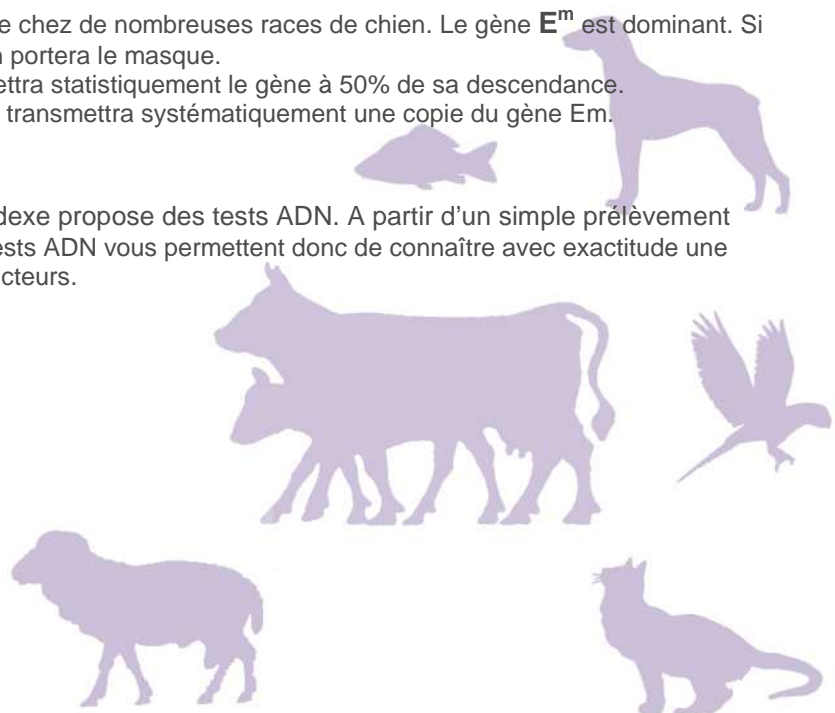 e chez de nombreuses races de chien. Le gène E^m est dominant. Si
n portera le masque.
ettra statistiquement le gène à 50% de sa descendance.
transmettra systématiquement une copie du gène Em.
dexe propose des tests ADN. A partir d'un simple prélèvement
ests ADN vous permettent donc de connaître avec exactitude une
cteurs.